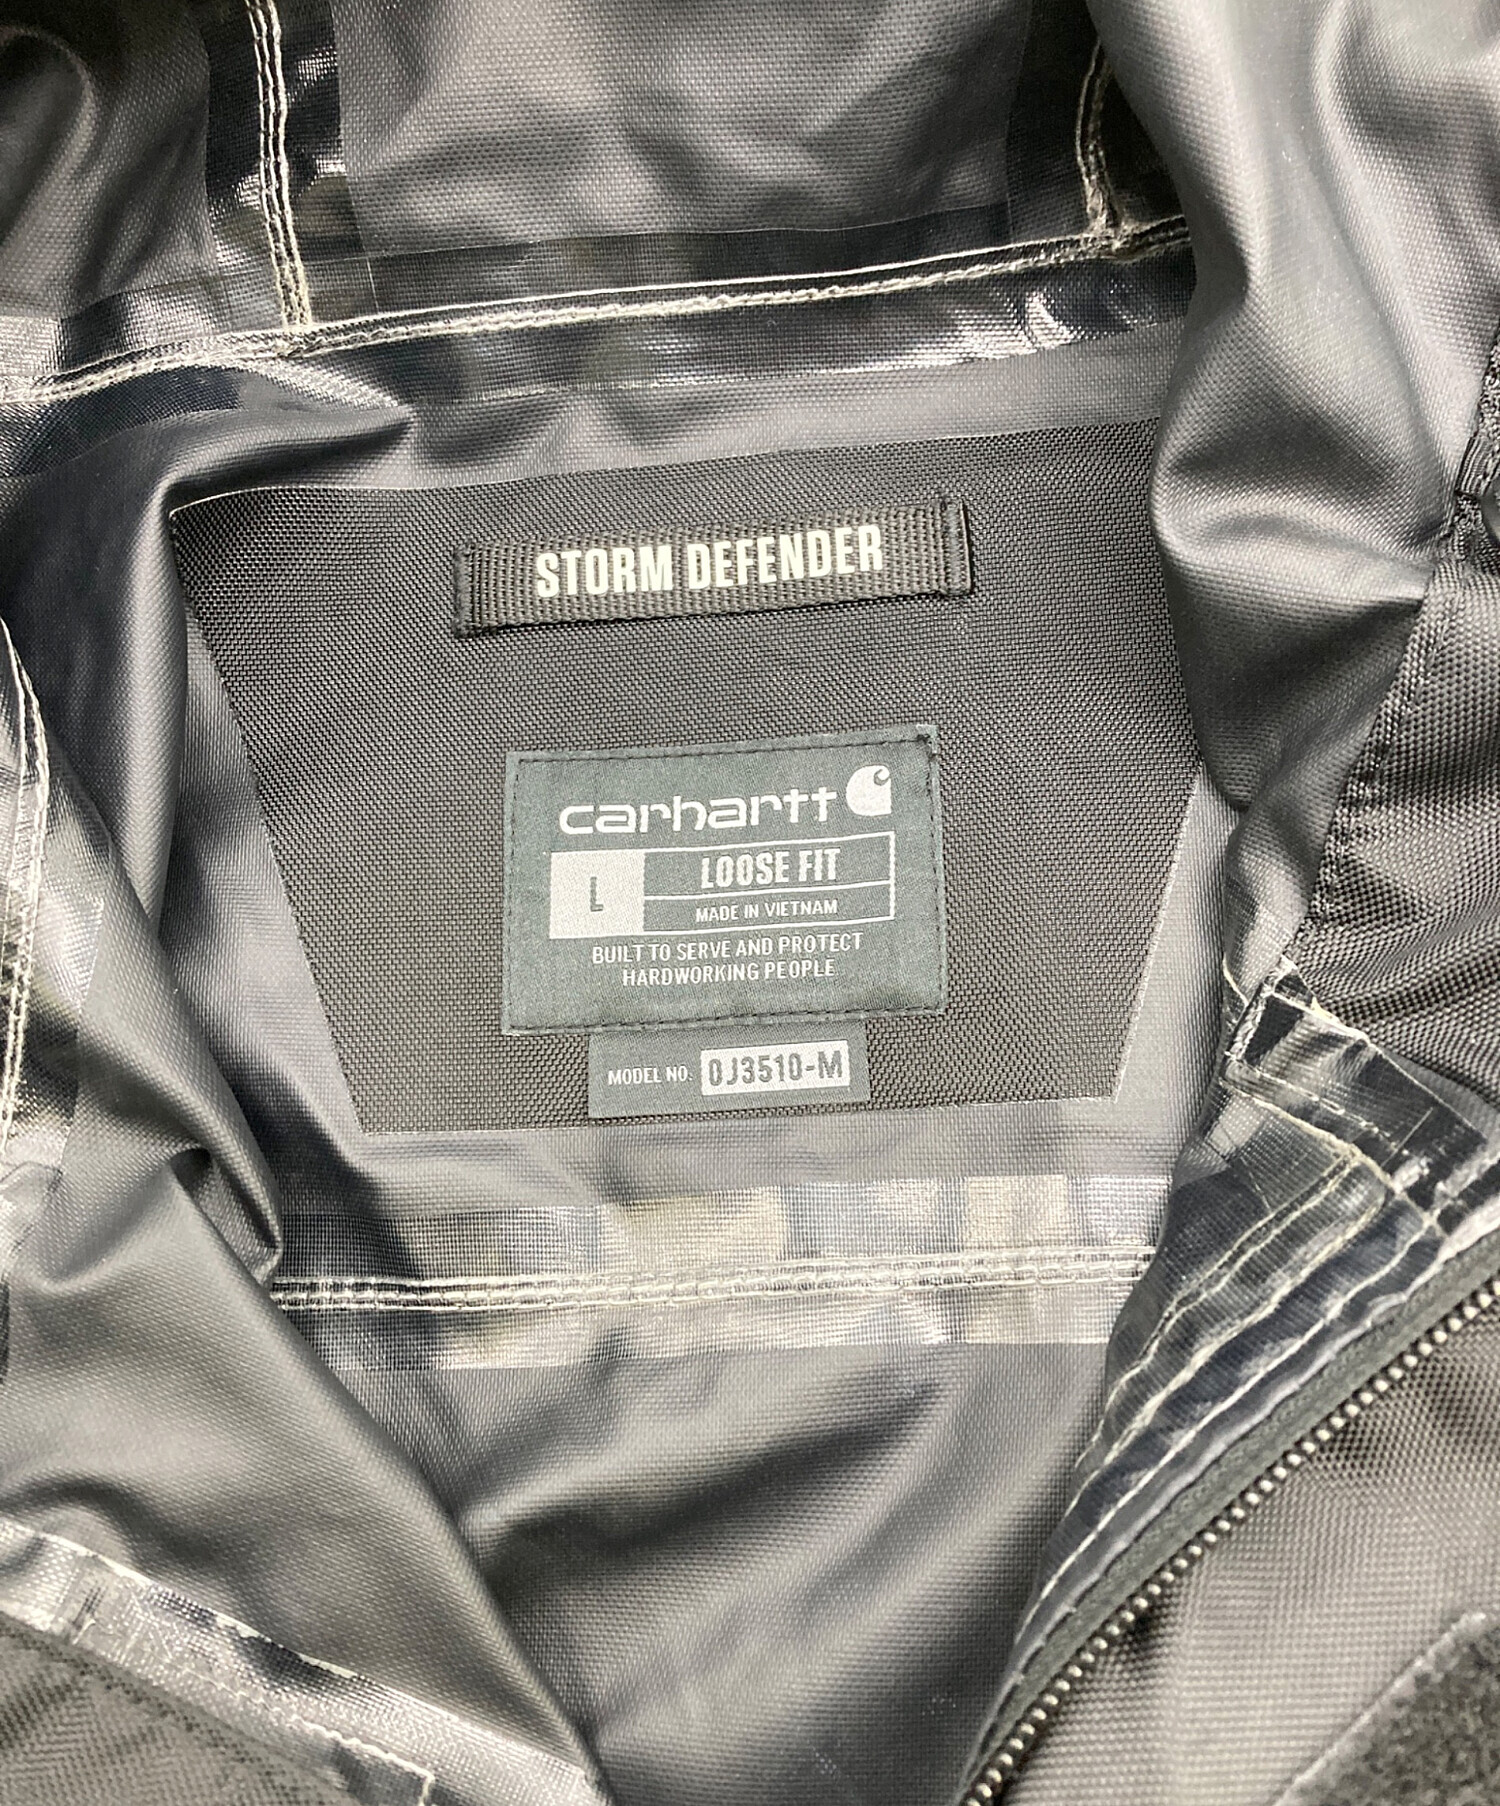 STORM DEFENDER
carhartt
L
LOOSE FIT
MADE IN VIETNAM
BUILT TO SERVE AND PROTECT
HARDWORKING PEOPLE
MODEL NO. OJ3510-M